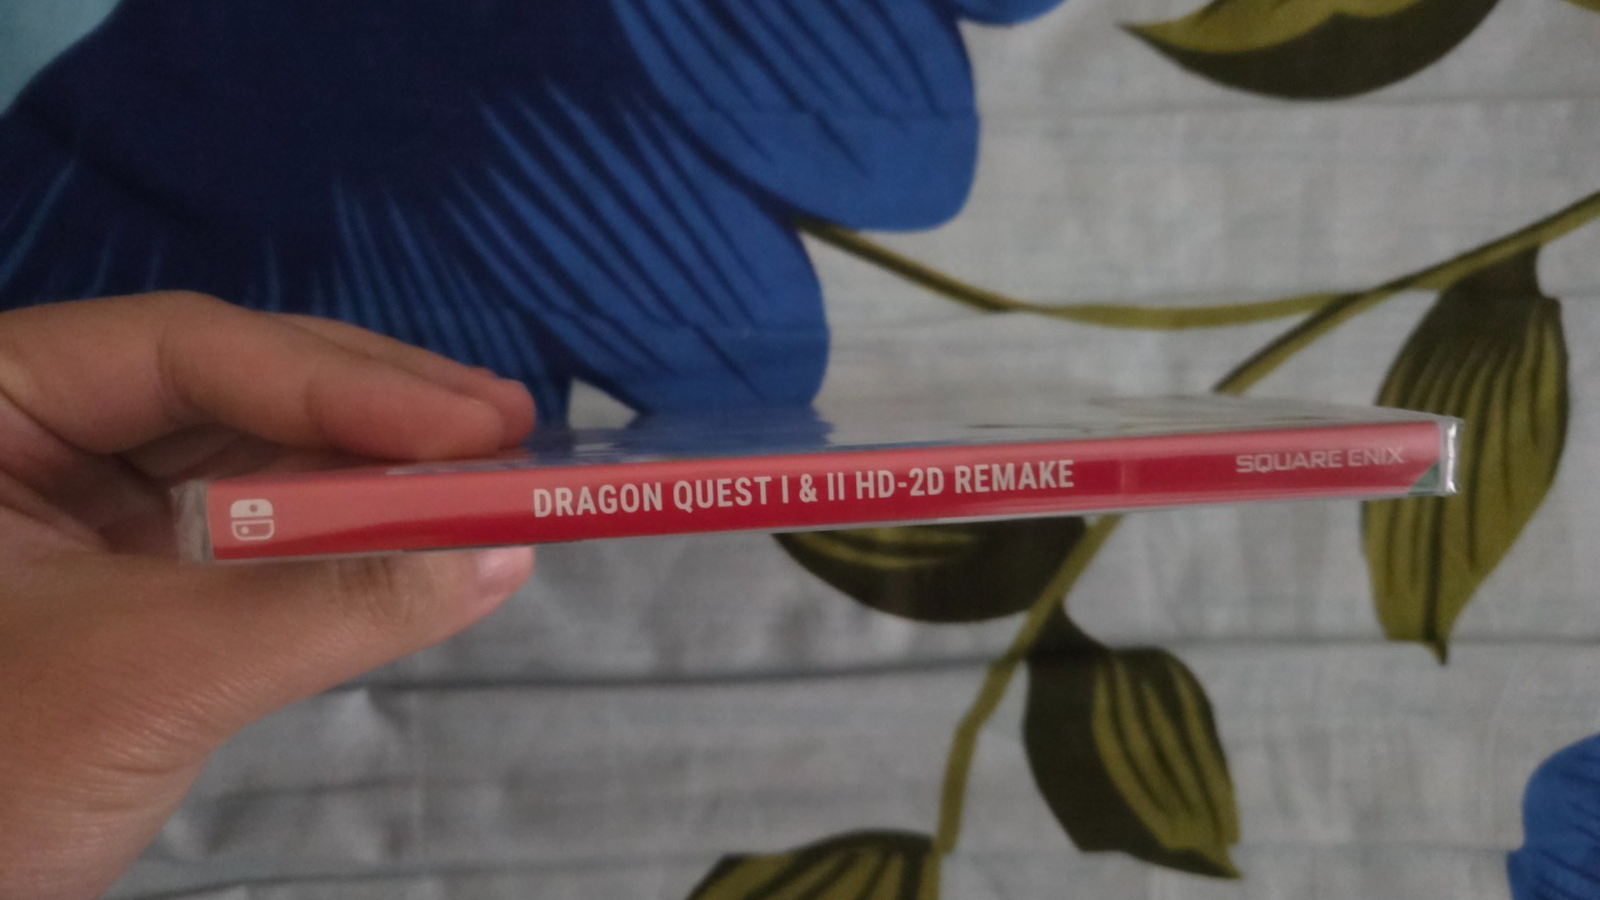 DRAGON QUEST I & II HD-2D REMAKE
SQUARE ENIX